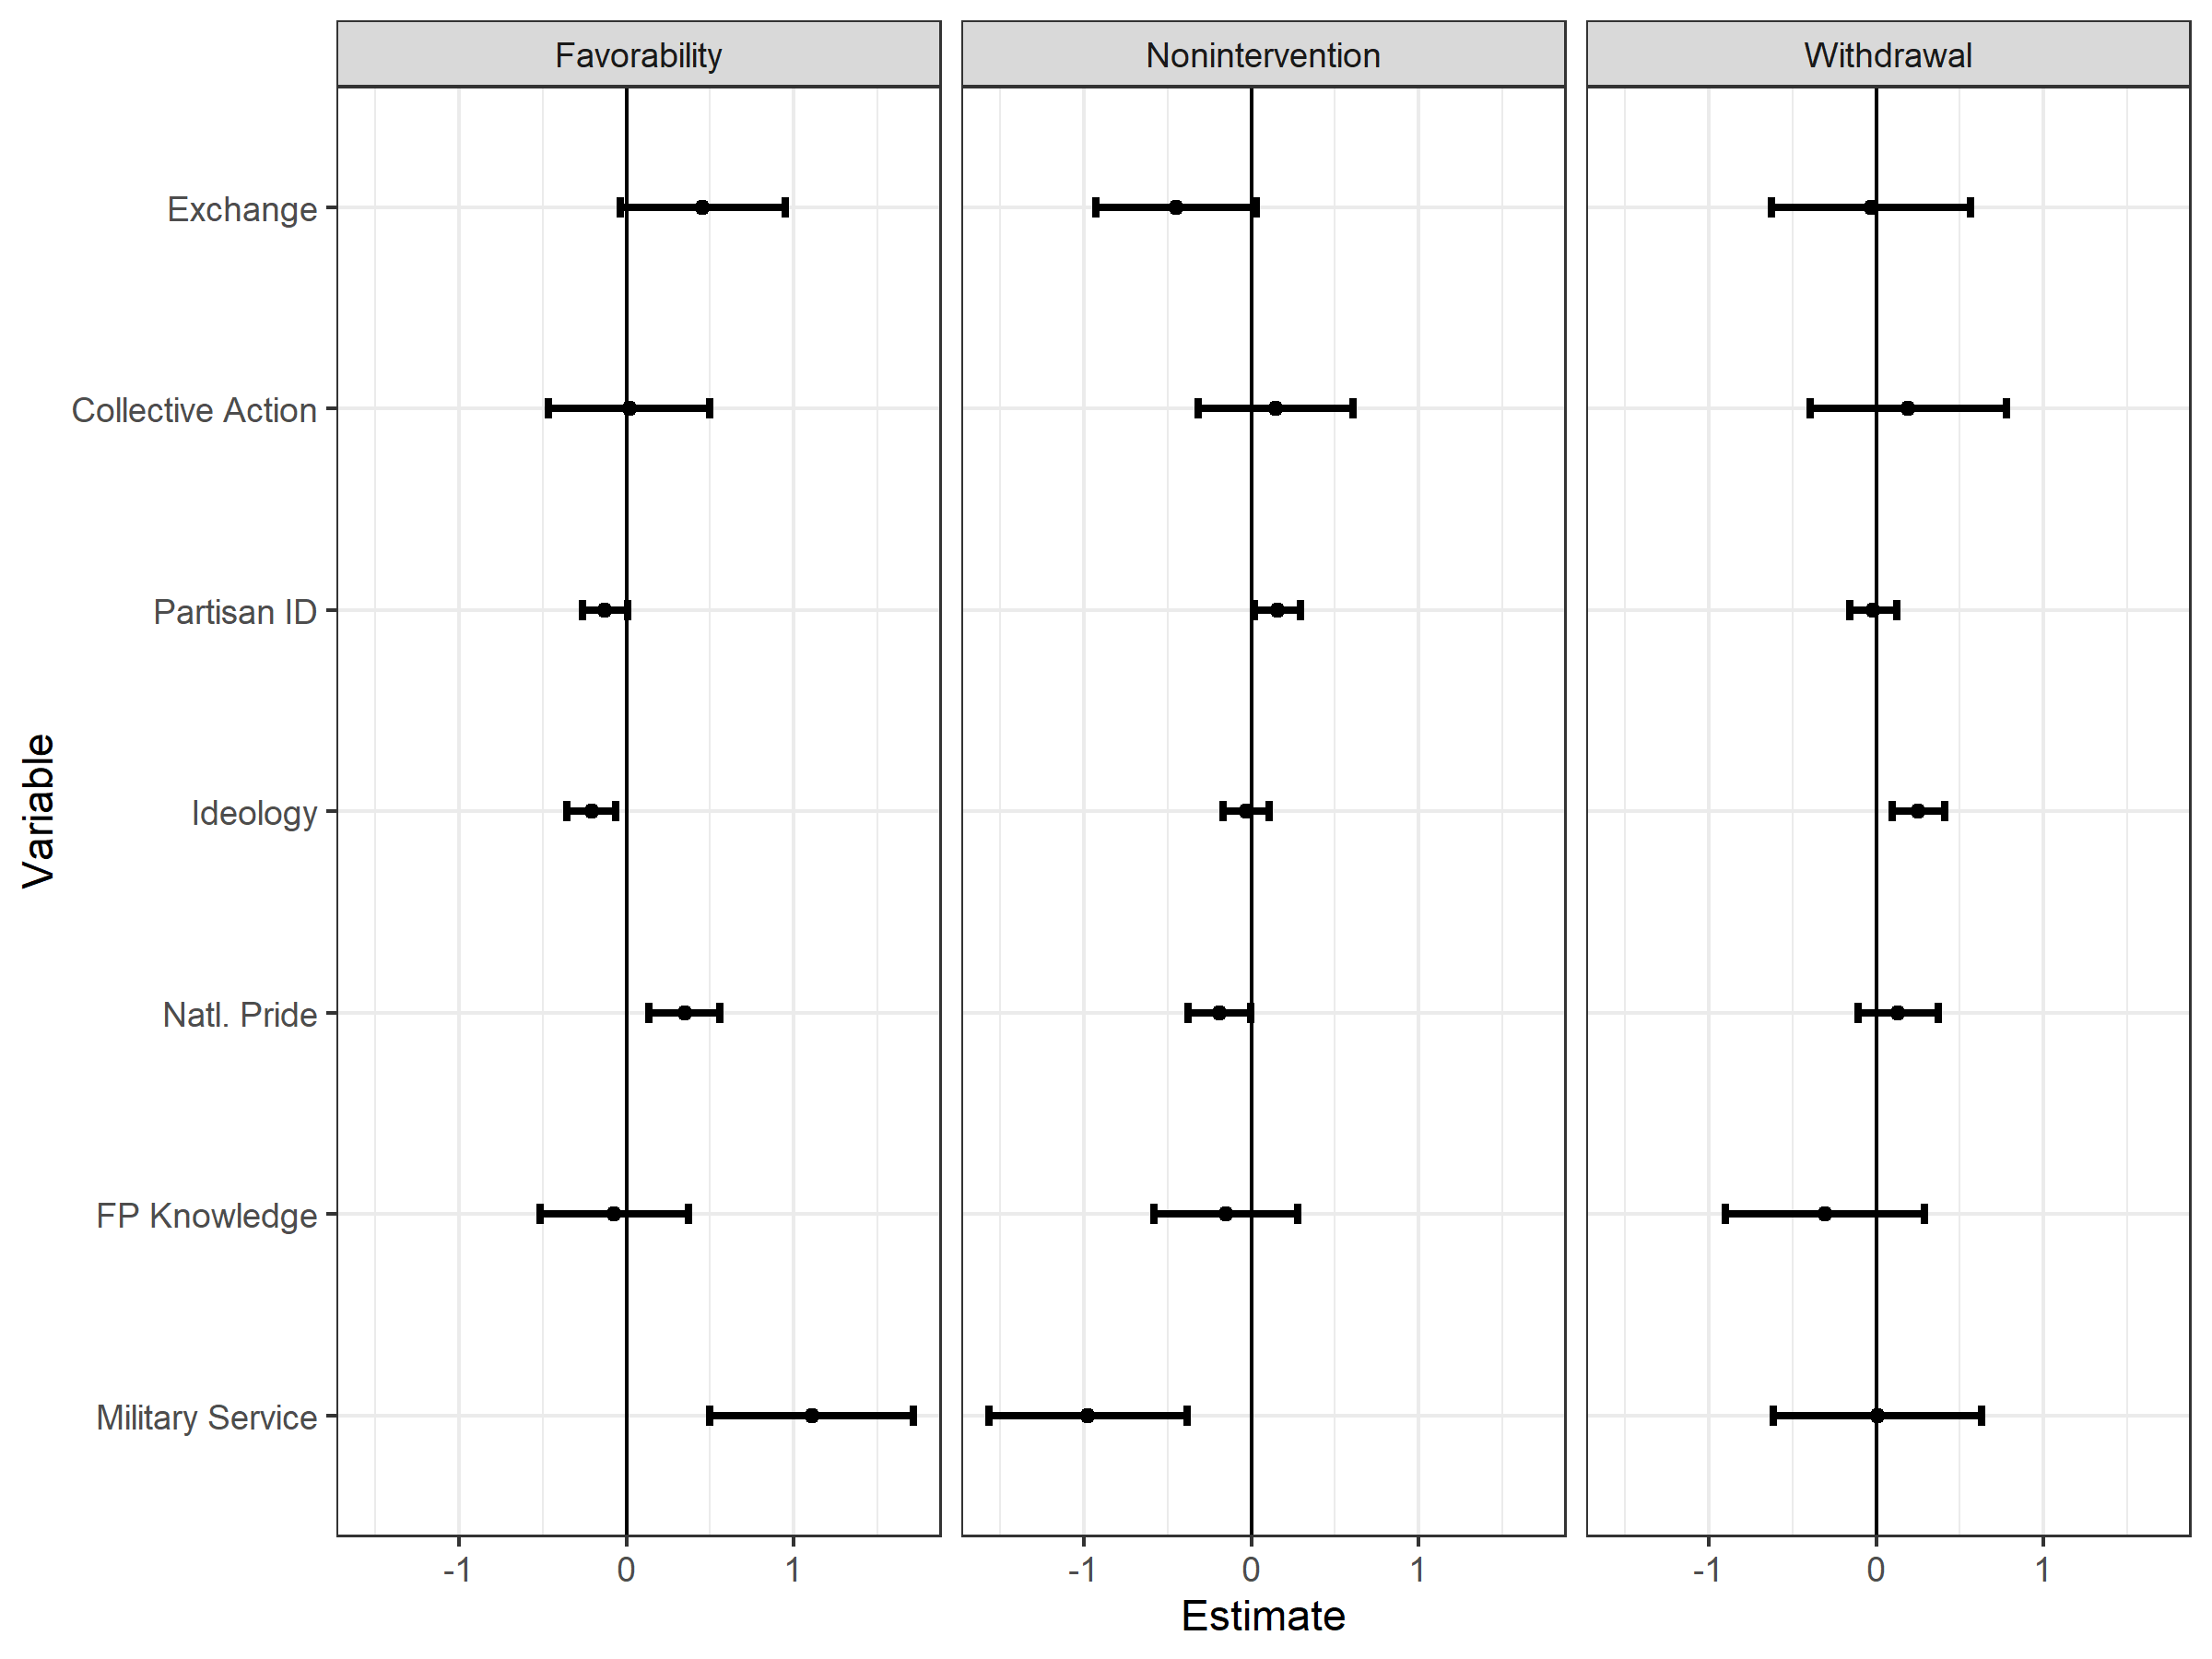 Favorability Nonintervention Withdrawal
Exchange
Collective Action
Partisan ID
Ideology
Natl. Pride
FP Knowledge
Military Service
Variable
-1 0 1 -1 0 1 -1 0 1
Estimate